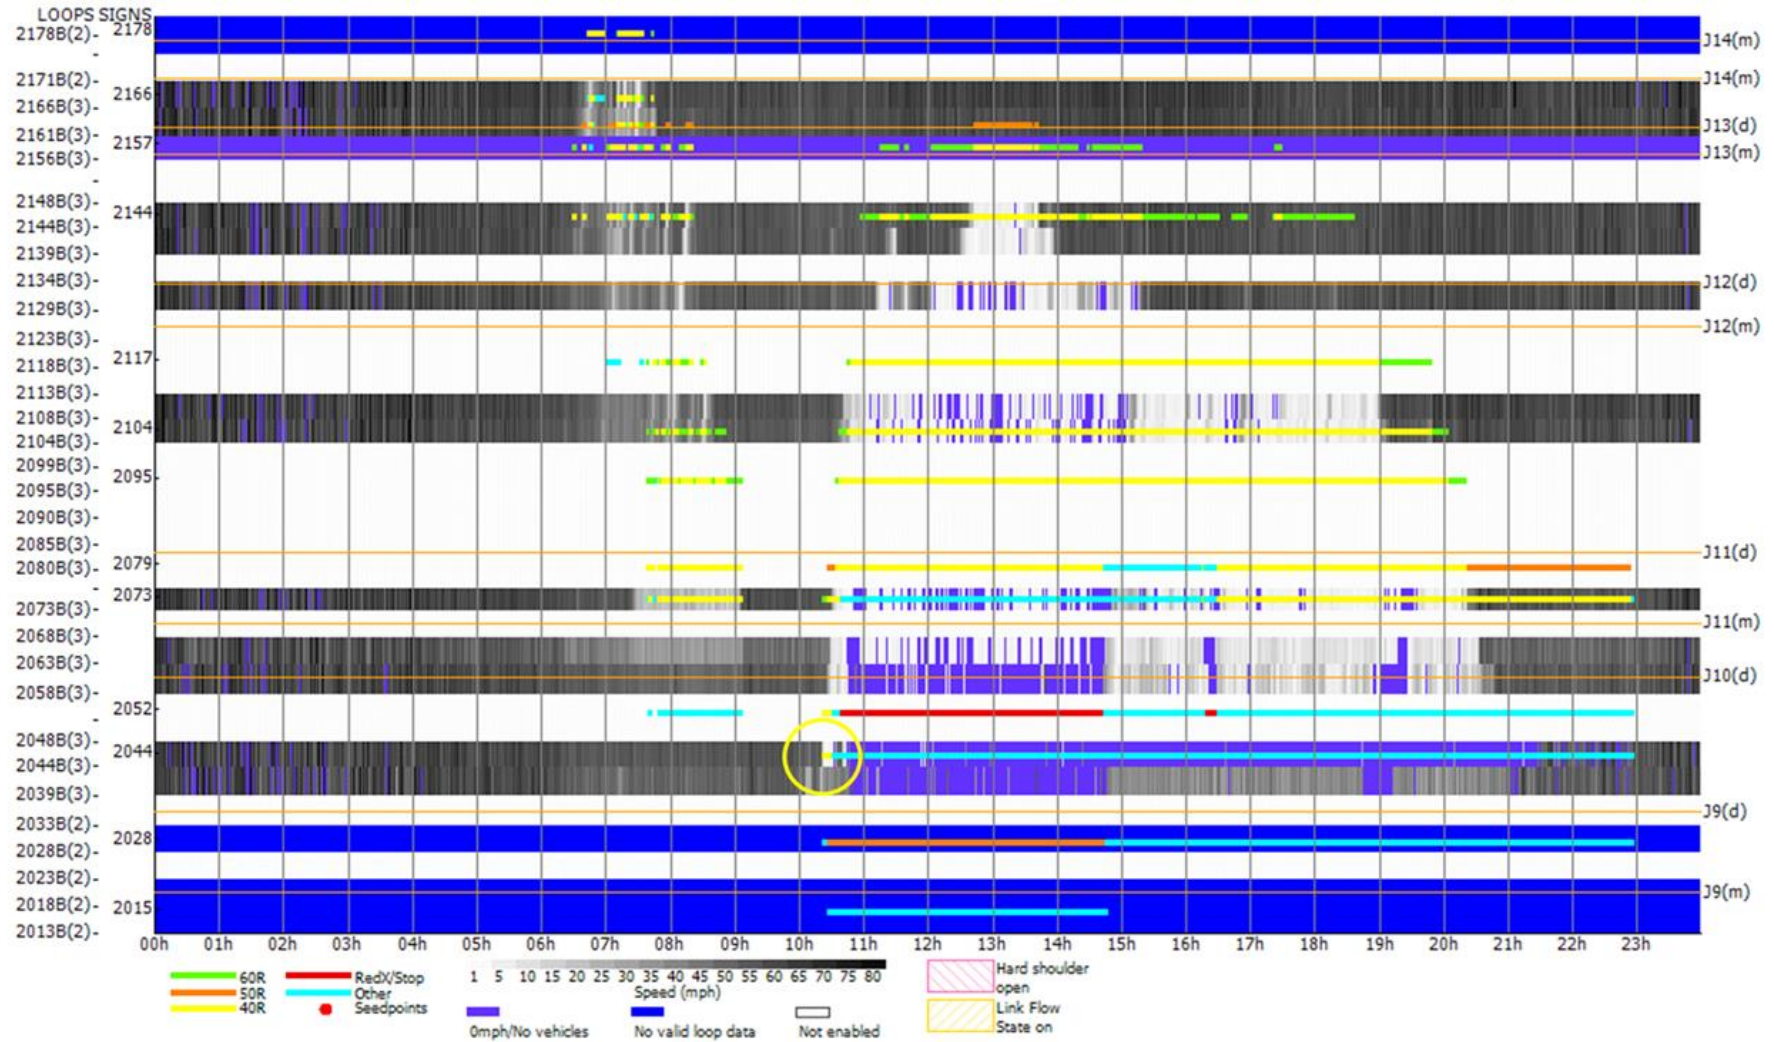 LOOPS SIGNS
2178B(2)- 2178
- J14(m)
2171B(2)- J14(m)
2166
2166B(3)-
2161B(3)- J13(d)
2157
2156B(3)- J13(m)
-
2148B(3)-
2144
2144B(3)-
2139B(3)-
2134B(3)- J12(d)
2129B(3)-
J12(m)
2123B(3)-
2117
2118B(3)-
2113B(3)-
2108B(3)-
2104
2104B(3)-
2099B(3)-
2095
2095B(3)-
2090B(3)-
2085B(3)- J11(d)
2079
2080B(3)-
- 2073
2073B(3)-
J11(m)
2068B(3)-
2063B(3)-
J10(d)
2058B(3)-
2052
-
2048B(3)-
2044
2044B(3)-
2039B(3)-
J9(d)
2033B(2)-
2028
2028B(2)-
2023B(2)-
J9(m)
2018B(2)- 2015
2013B(2)-
00h 01h 02h 03h 04h 05h 06h 07h 08h 09h 10h 11h 12h 13h 14h 15h 16h 17h 18h 19h 20h 21h 22h 23h
60R RedX/Stop
50R Other
40R Seedpoints
1 5 10 15 20 25 30 35 40 45 50 55 60 65 70 75 80
Speed (mph)
0mph/No vehicles No valid loop data Not enabled
Hard shoulder
open
Link Flow
State on